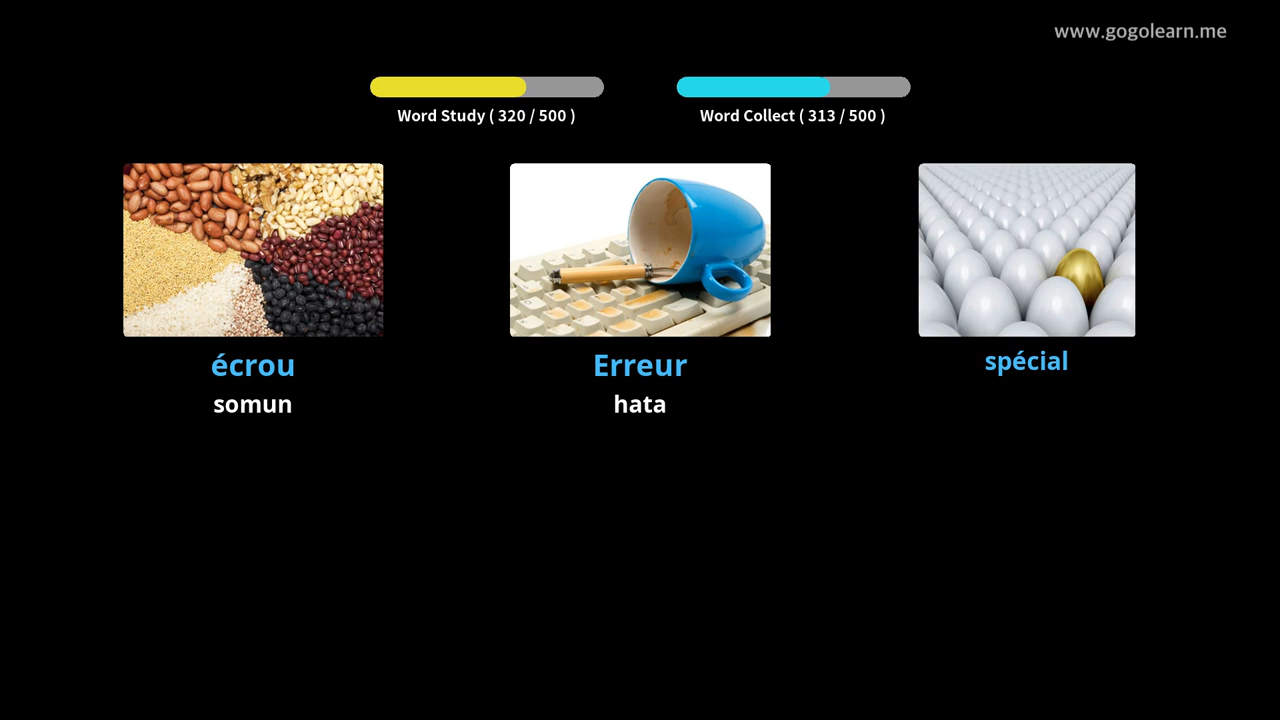 www.gogolearn.me
Word Study ( 320 / 500 )
Word Collect ( 313 / 500 )
écrou
somun
Erreur
hata
spécial